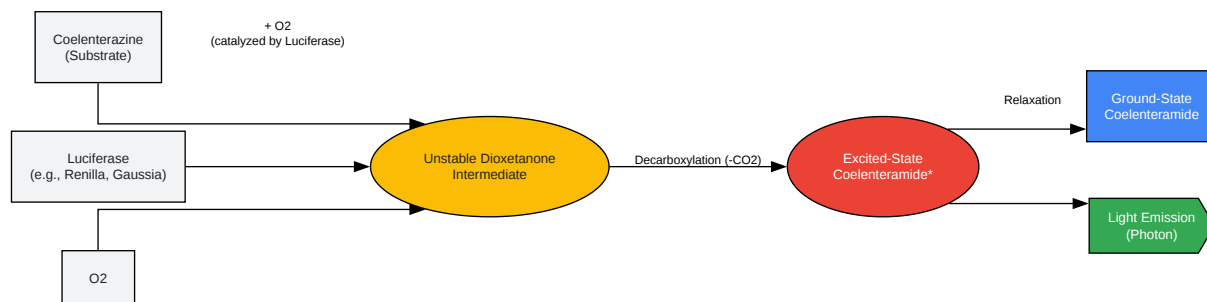 Coelenterazine
(Substrate)
+ O2
(catalyzed by Luciferase)
Luciferase
(e.g., Renilla, Gaussia)
O2
Unstable Dioxetanone
Intermediate
Decarboxylation (-CO2)
Excited-State
Coelenteramide*
Relaxation
Ground-State
Coelenteramide
Light Emission
(Photon)